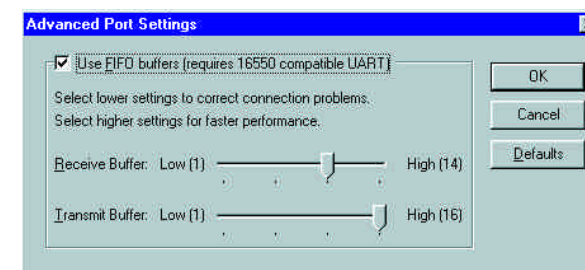 Advanced Port Settings
Use FIFO buffers (requires 16550 compatible UART)
Select lower settings to correct connection problems.
Select higher settings for faster performance.
Receive Buffer: Low (1) High (14)
Transmit Buffer: Low (1) High (16)
OK
Cancel
Defaults